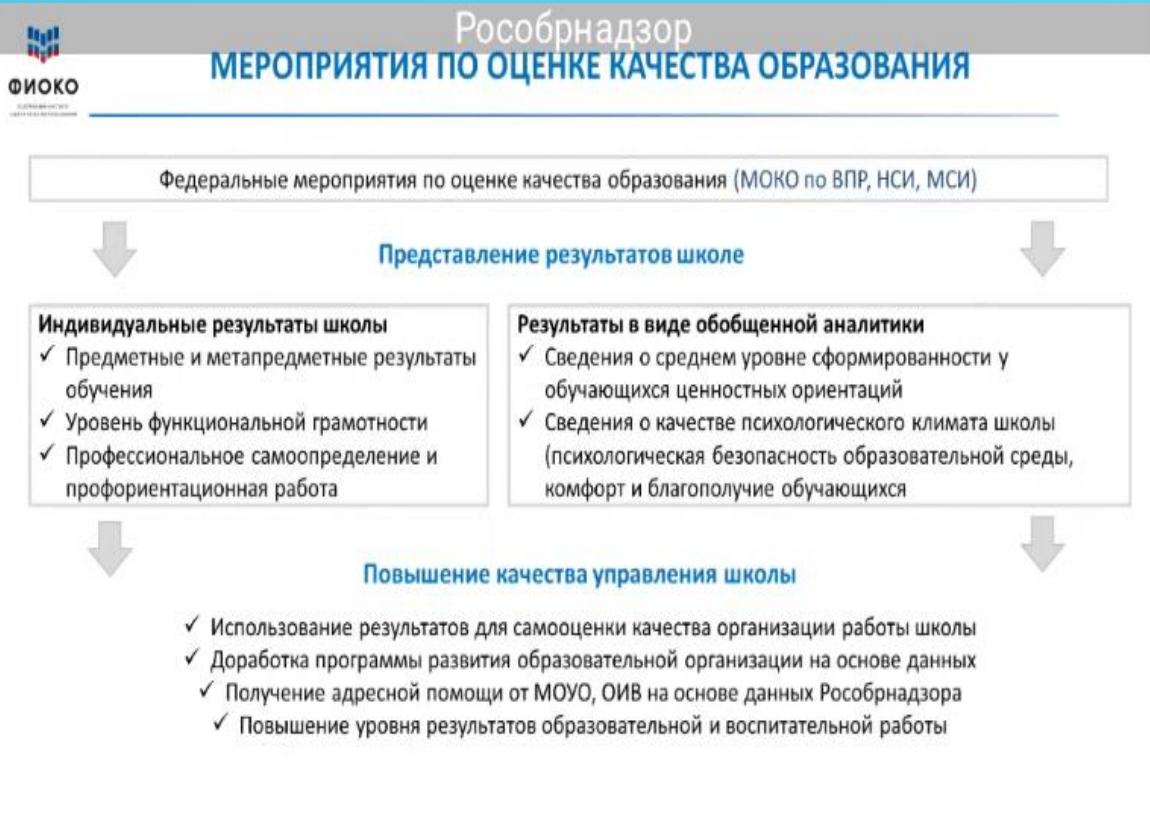 Рособрнадзор
ФИОКО
МЕРОПРИЯТИЯ ПО ОЦЕНКЕ КАЧЕСТВА ОБРАЗОВАНИЯ
Федеральные мероприятия по оценке качества образования (МОКО по ВПР, НСИ, МСИ)
Представление результатов школе
Индивидуальные результаты школы
✓ Предметные и метапредметные результаты
обучения
✓ Уровень функциональной грамотности
✓ Профессиональное самоопределение и
профориентационная работа
Результаты в виде обобщенной аналитики
✓ Сведения о среднем уровне сформированности у
обучающихся ценностных ориентаций
✓ Сведения о качестве психологического климата школы
(психологическая безопасность образовательной среды,
комфорт и благополучие обучающихся
Повышение качества управления школы
✓ Использование результатов для самооценки качества организации работы школы
✓ Доработка программы развития образовательной организации на основе данных
✓ Получение адресной помощи от МОУО, ОИВ на основе данных Рособрнадзора
✓ Повышение уровня результатов образовательной и воспитательной работы